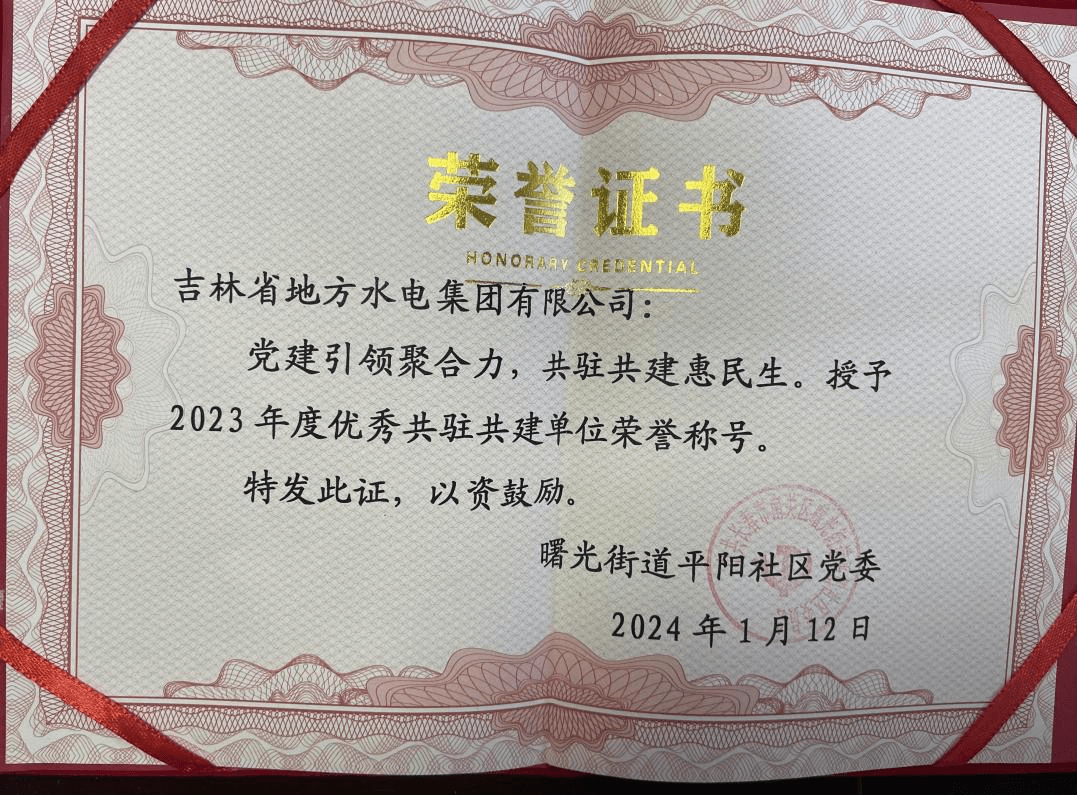 荣誉证书
HONORARY CREDENTIAL
吉林省地方水电集团有限公司：
党建引领聚合力，共驻共建惠民生。授予
2023年度优秀共驻共建单位荣誉称号。
特发此证，以资鼓励。
曙光街道平阳社区党委
2024年1月12日